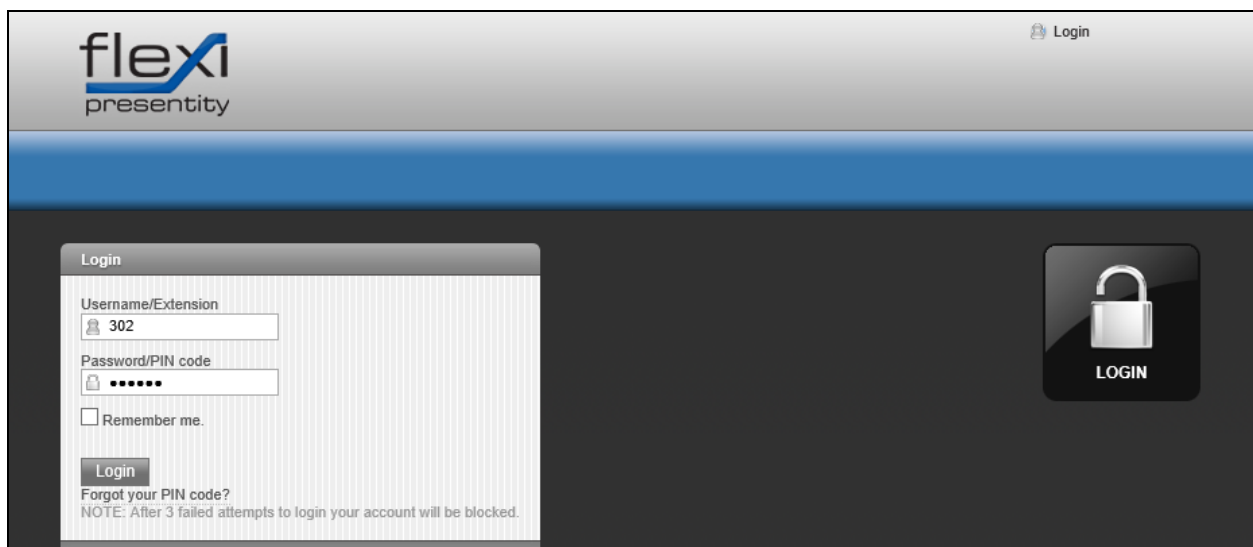 flexi
presentity
Login
Login
Username/Extension
302
Password/PIN code
••••••
Remember me.
Login
Forgot your PIN code?
NOTE: After 3 failed attempts to login your account will be blocked.
LOGIN